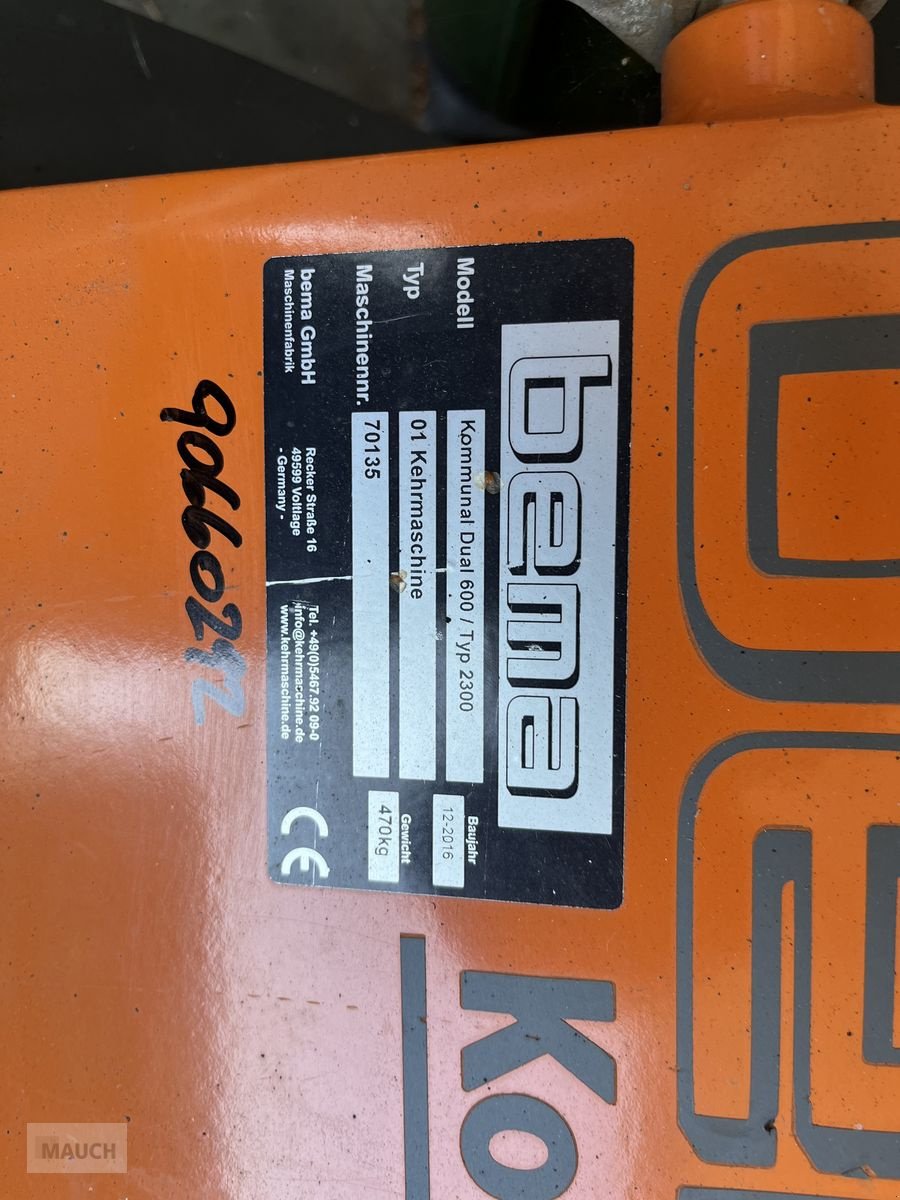 bema
Modell Kommunal Dual 600 / Typ 2300
Baujahr
12-2016
Typ 01 Kehrmaschine
Gewicht
470kg
Maschinennr. 70135
bema GmbH
Maschinenfabrik
Recker Straße 16
49599 Voltlage
- Germany -
Tel. +49(0)5467.92 09-0
info@kehrmaschine.de
www.kehrmaschine.de
CE
Ko
MAUCH